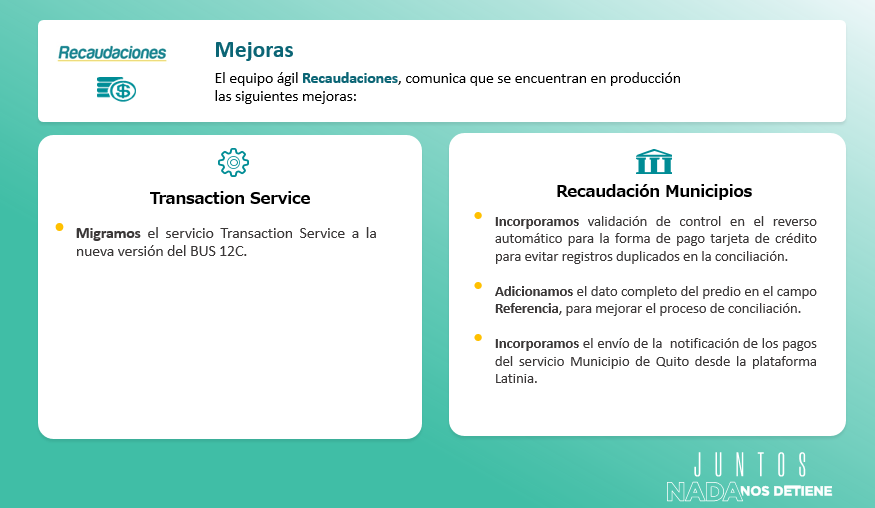 Recaudaciones
Mejoras
El equipo ágil Recaudaciones, comunica que se encuentran en producción
las siguientes mejoras:
Transaction Service
Migramos el servicio Transaction Service a la
nueva versión del BUS 12C.
Recaudación Municipios
Incorporamos validación de control en el reverso
automático para la forma de pago tarjeta de crédito
para evitar registros duplicados en la conciliación.
Adicionamos el dato completo del predio en el campo
Referencia, para mejorar el proceso de conciliación.
Incorporamos el envío de la notificación de los pagos
del servicio Municipio de Quito desde la plataforma
Latinia.
JUNTOS
NADA NOS DETIENE